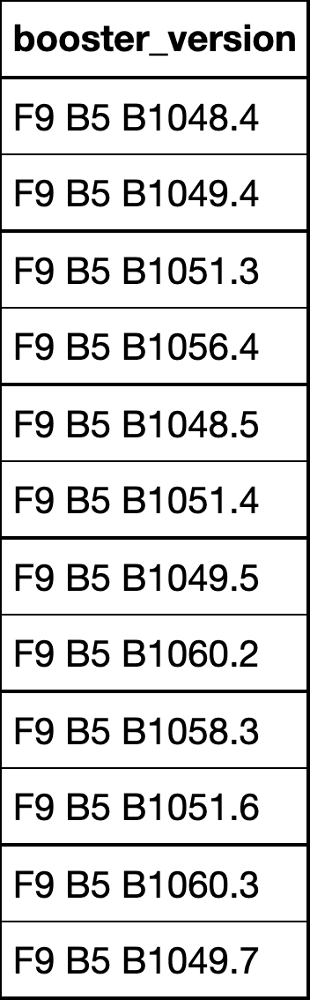 booster_version
F9 B5 B1048.4
F9 B5 B1049.4
F9 B5 B1051.3
F9 B5 B1056.4
F9 B5 B1048.5
F9 B5 B1051.4
F9 B5 B1049.5
F9 B5 B1060.2
F9 B5 B1058.3
F9 B5 B1051.6
F9 B5 B1060.3
F9 B5 B1049.7